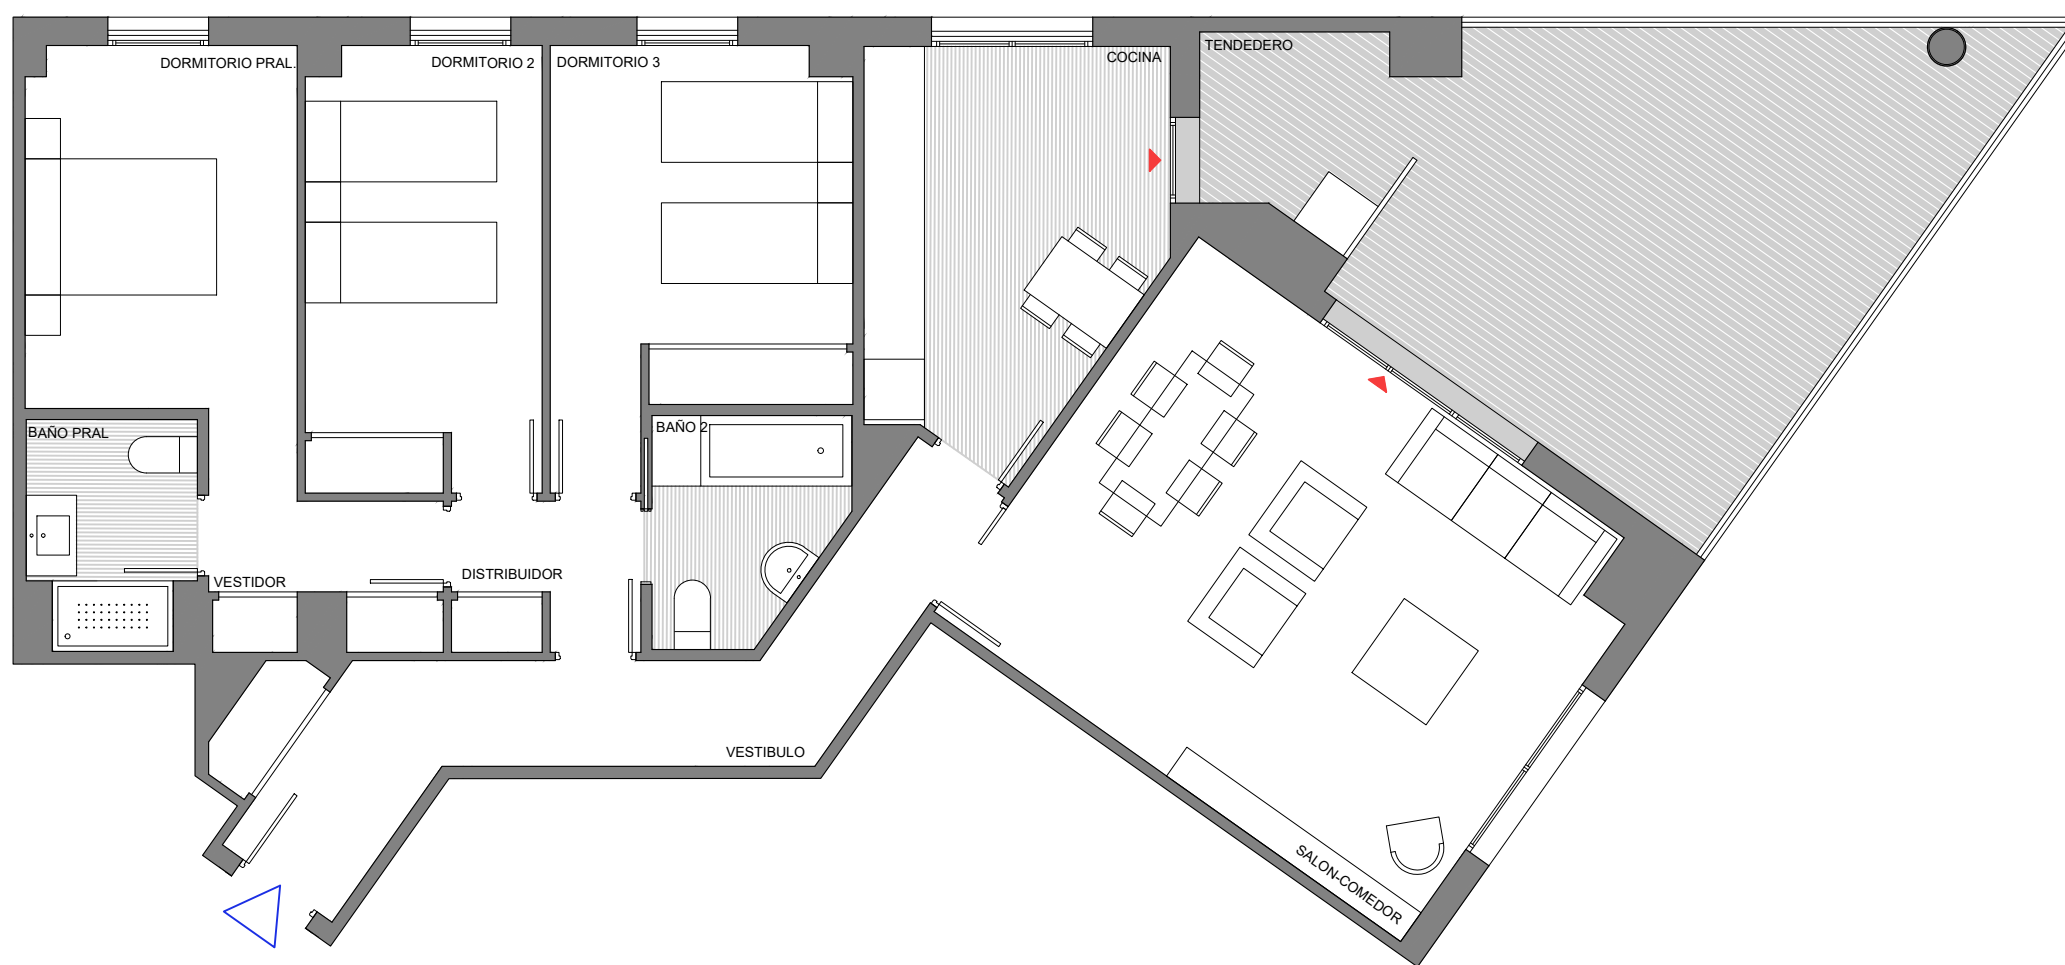 TENDEDERO
COCINA
DORMITORIO PRAL.
DORMITORIO 2
DORMITORIO 3
BAÑO PRAL
BAÑO 2
VESTIDOR
DISTRIBUIDOR
VESTIBULO
SALON-COMEDOR